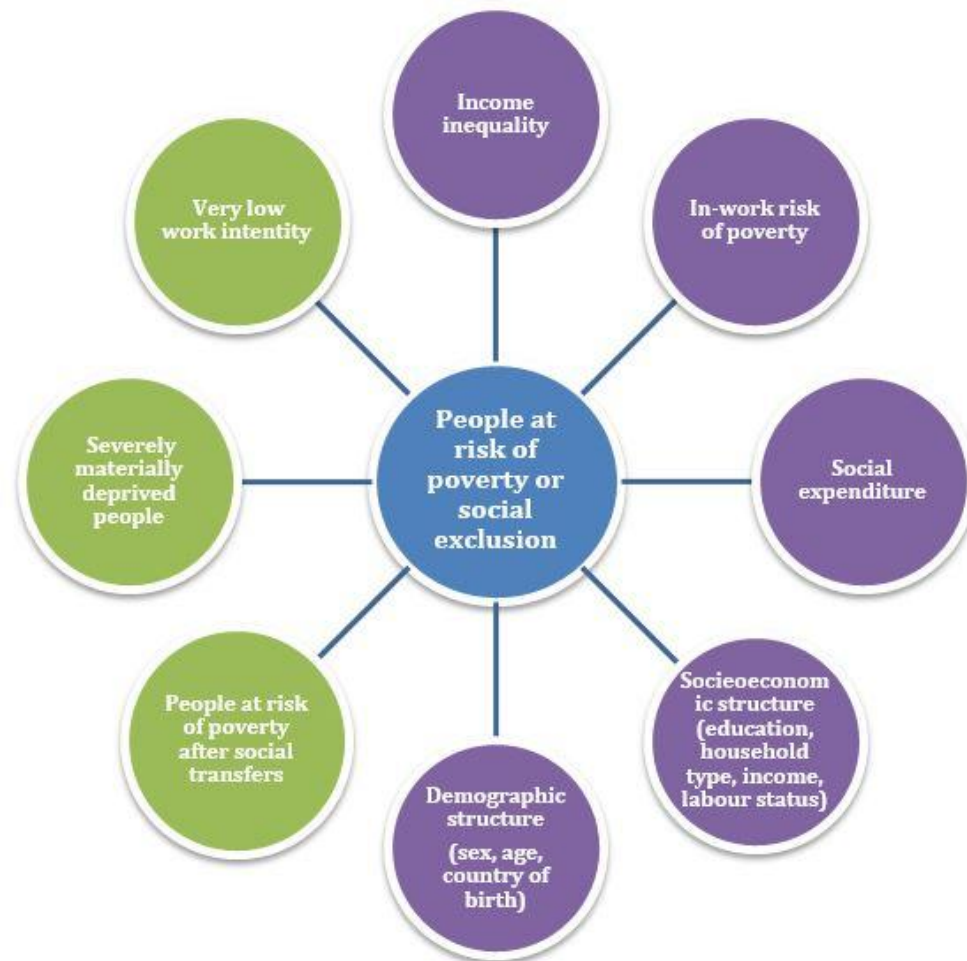 Income
inequality
Very low
work intentity
In-work risk
of poverty
People at
risk of
poverty or
social
exclusion
Severely
materially
deprived
people
Social
expenditure
People at risk
of poverty
after social
transfers
Socieoeconom
ic structure
(education,
household
type, income,
labour status)
Demographic
structure
(sex, age,
country of
birth)